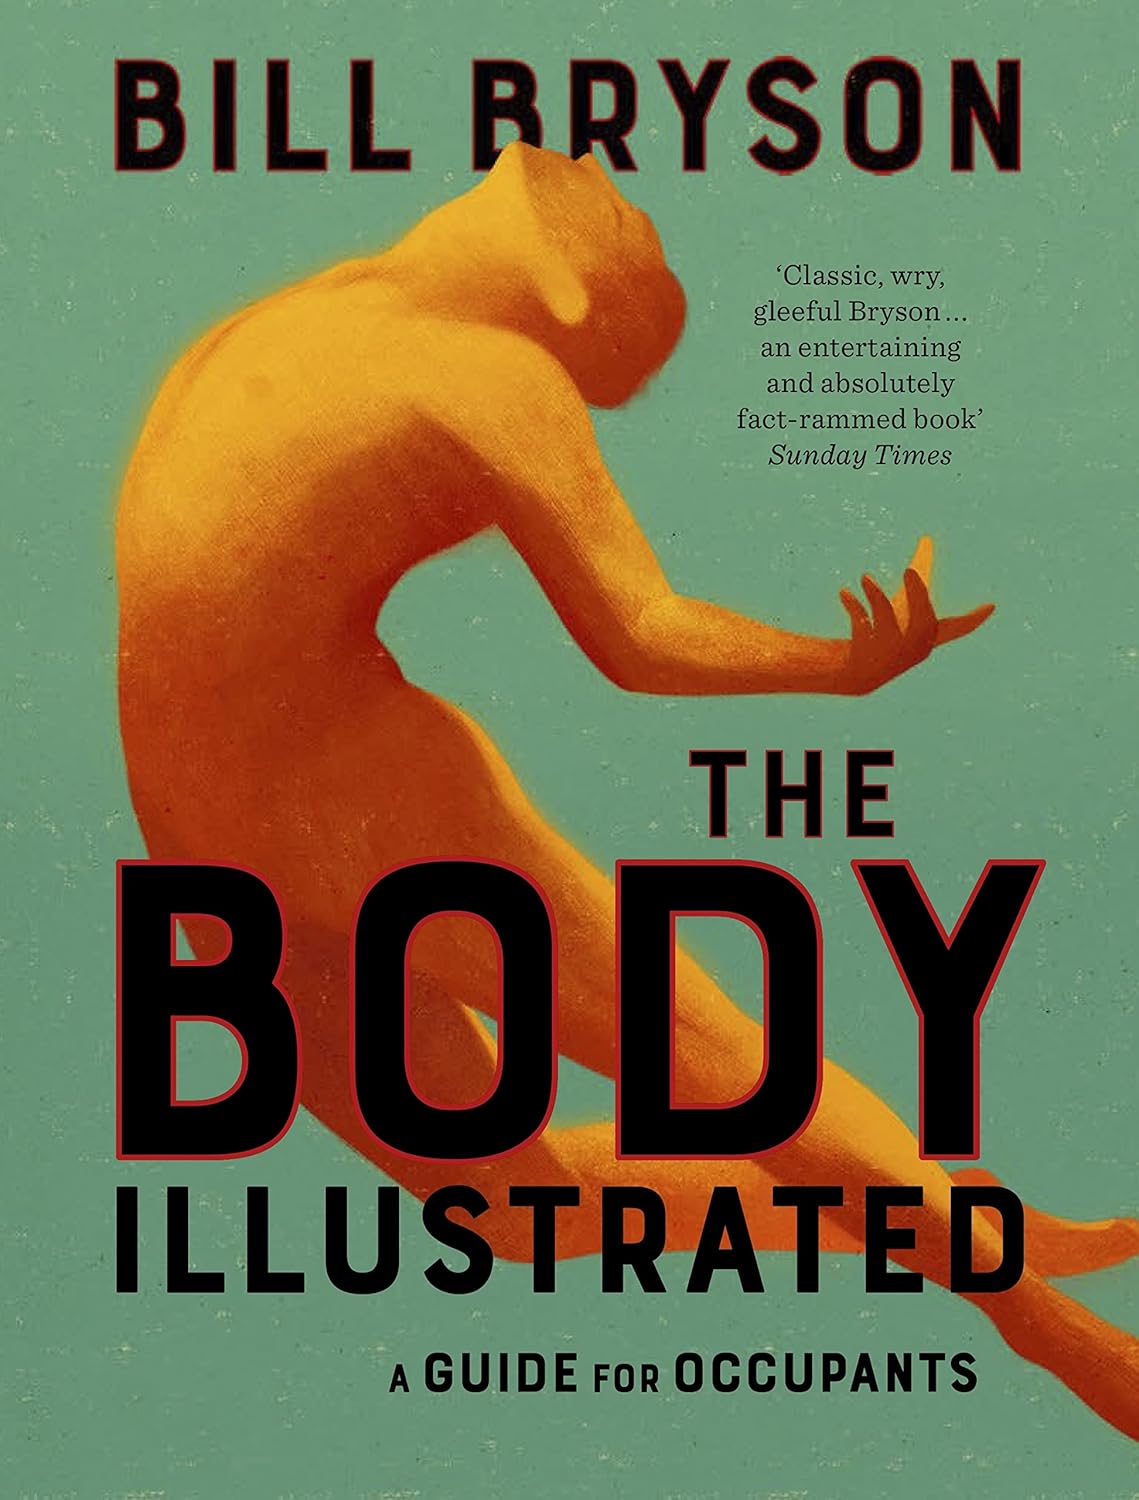 BILL BRYSON
‘Classic, wry,
gleeful Bryson...
an entertaining
and absolutely
fact-rammed book’
Sunday Times
THE
BODY
ILLUSTRATED
A GUIDE FOR OCCUPANTS